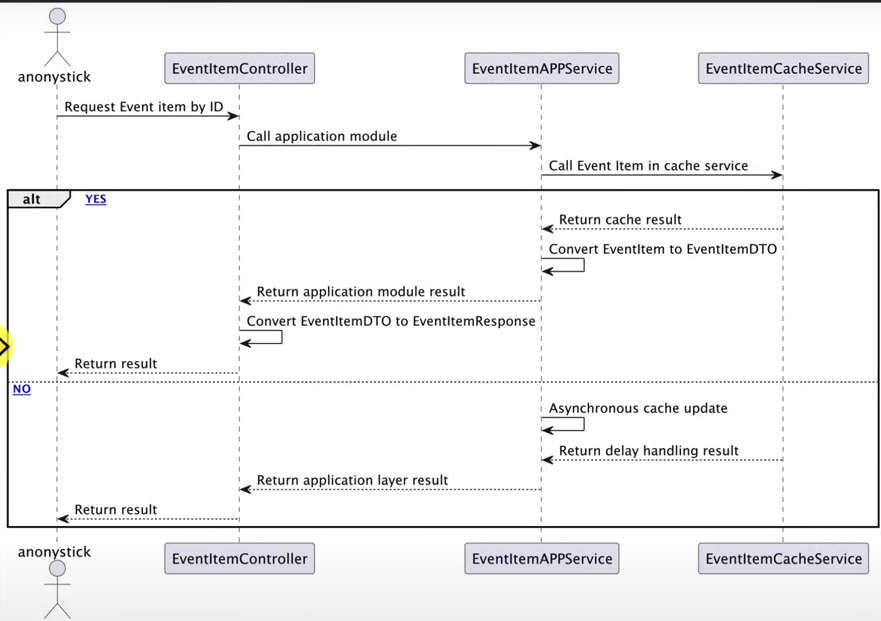 anonystick
EventItemController
EventItemAPPService
EventItemCacheService
Request Event item by ID
Call application module
Call Event Item in cache service
alt
YES
Return cache result
Convert EventItem to EventItemDTO
Return application module result
Convert EventItemDTO to EventItemResponse
Return result
NO
Asynchronous cache update
Return delay handling result
Return application layer result
Return result
anonystick
EventItemController
EventItemAPPService
EventItemCacheService